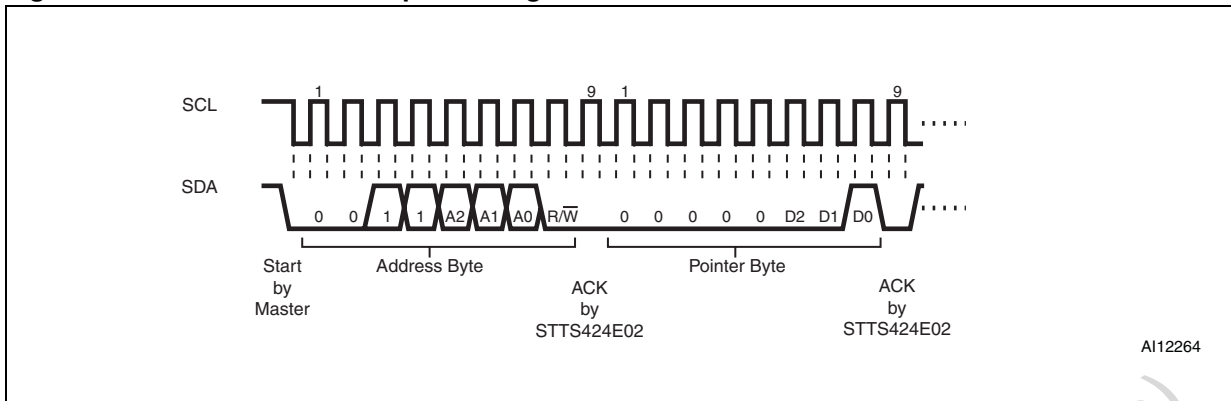 SCL
1 9 1 9
SDA
0 0 1 1 A2 A1 A0 R/W̅ 0 0 0 0 0 D2 D1 D0
Start
by
Master
Address Byte
ACK
by
STTS424E02
Pointer Byte
ACK
by
STTS424E02
AI12264